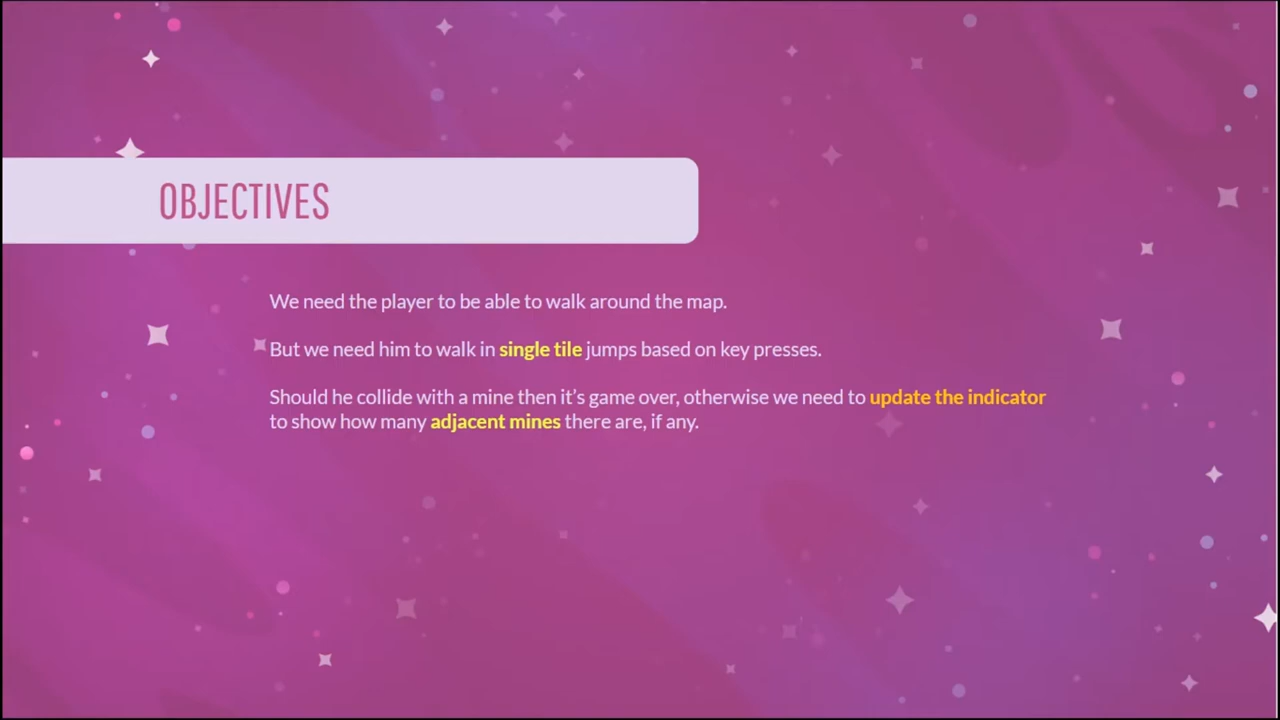 OBJECTIVES
We need the player to be able to walk around the map.
But we need him to walk in single tile jumps based on key presses.
Should he collide with a mine then it’s game over, otherwise we need to update the indicator
to show how many adjacent mines there are, if any.